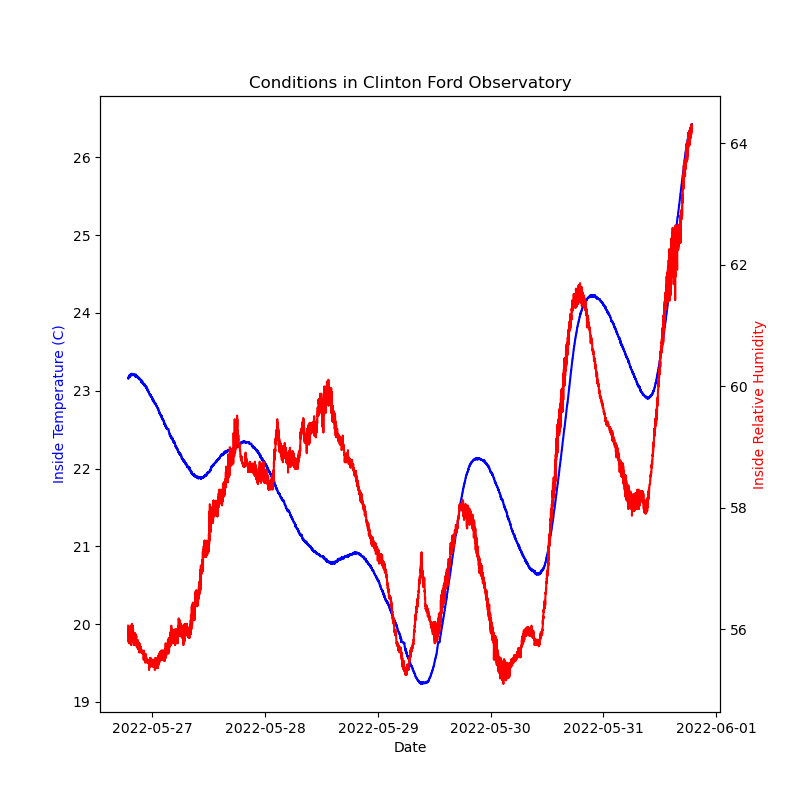 Conditions in Clinton Ford Observatory
26
25
24
23
22
21
20
19
Inside Temperature (C)
64
62
60
58
56
Inside Relative Humidity
2022-05-27 2022-05-28 2022-05-29 2022-05-30 2022-05-31 2022-06-01
Date